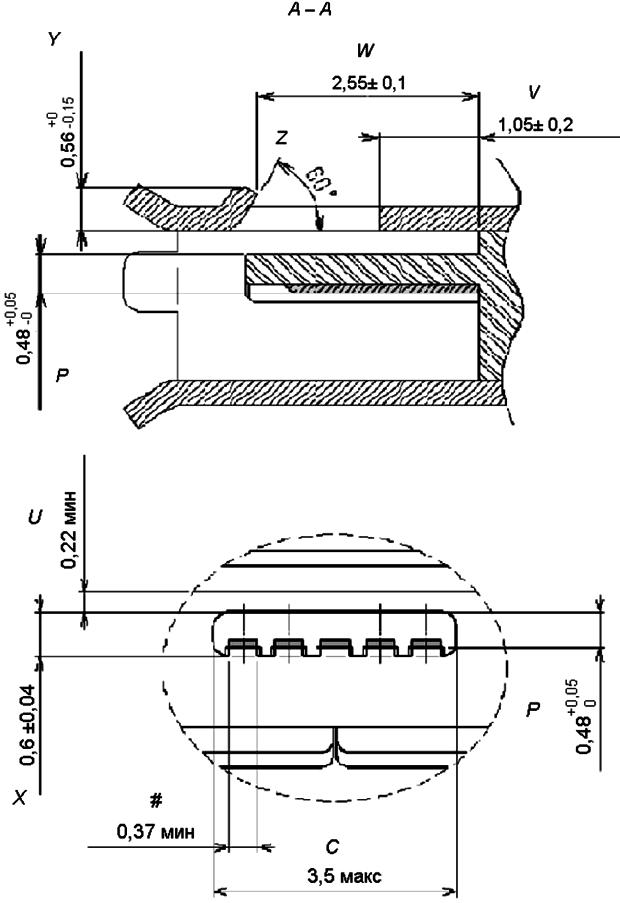 A – A
Y
W
2,55± 0,1
V
1,05± 0,2
+0
0,56 -0,15
Z
60°
+0,05
0,48 -0
P
U
0,22 мин
0,6 ±0,04
X
P
+0,05
0,48 0
#
0,37 мин
C
3,5 макс